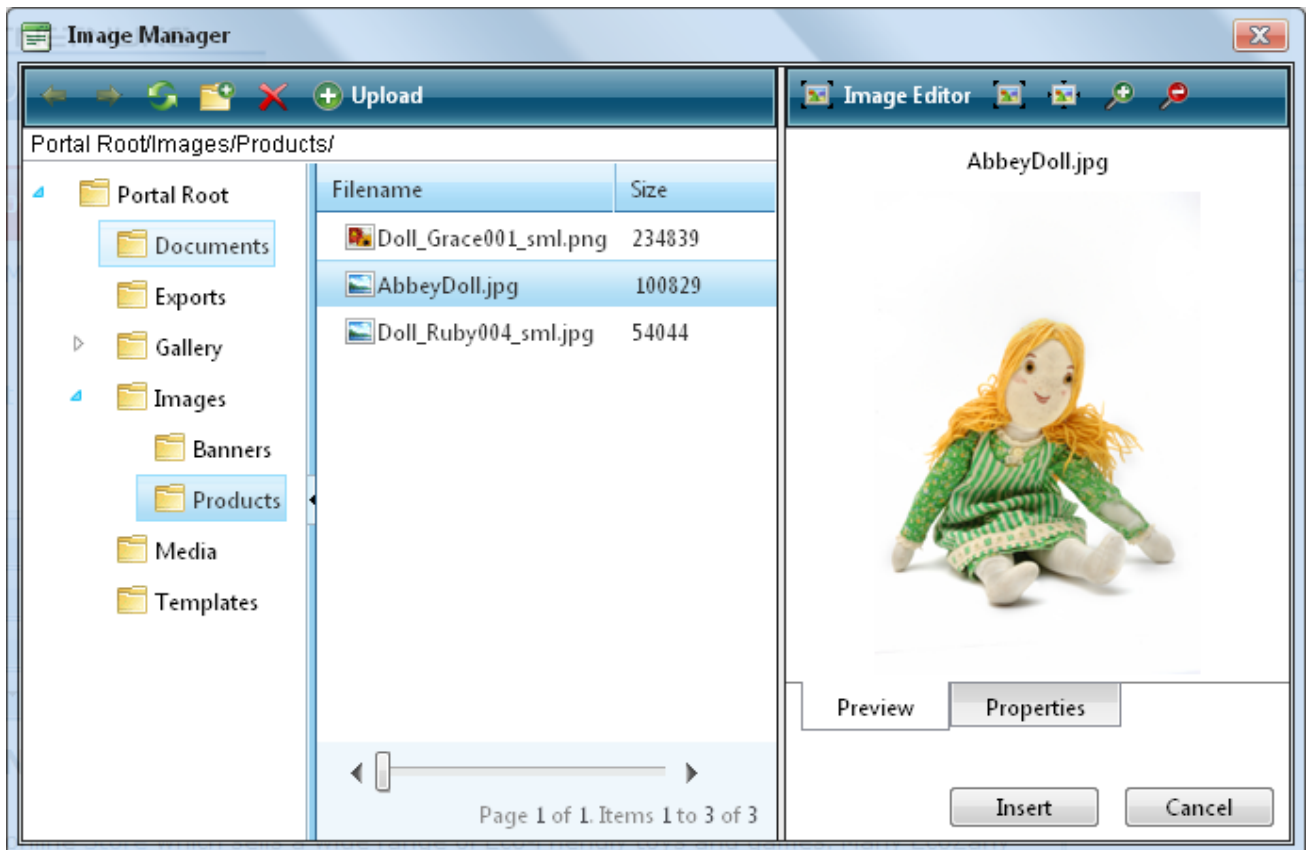 Image Manager
Upload
Image Editor
Portal Root/Images/Products/
AbbeyDoll.jpg
Portal Root
Documents
Exports
Gallery
Images
Banners
Products
Media
Templates
Filename Size
Doll_Grace001_sml.png 234839
AbbeyDoll.jpg 100829
Doll_Ruby004_sml.jpg 54044
Page 1 of 1. Items 1 to 3 of 3
Preview Properties
Insert Cancel